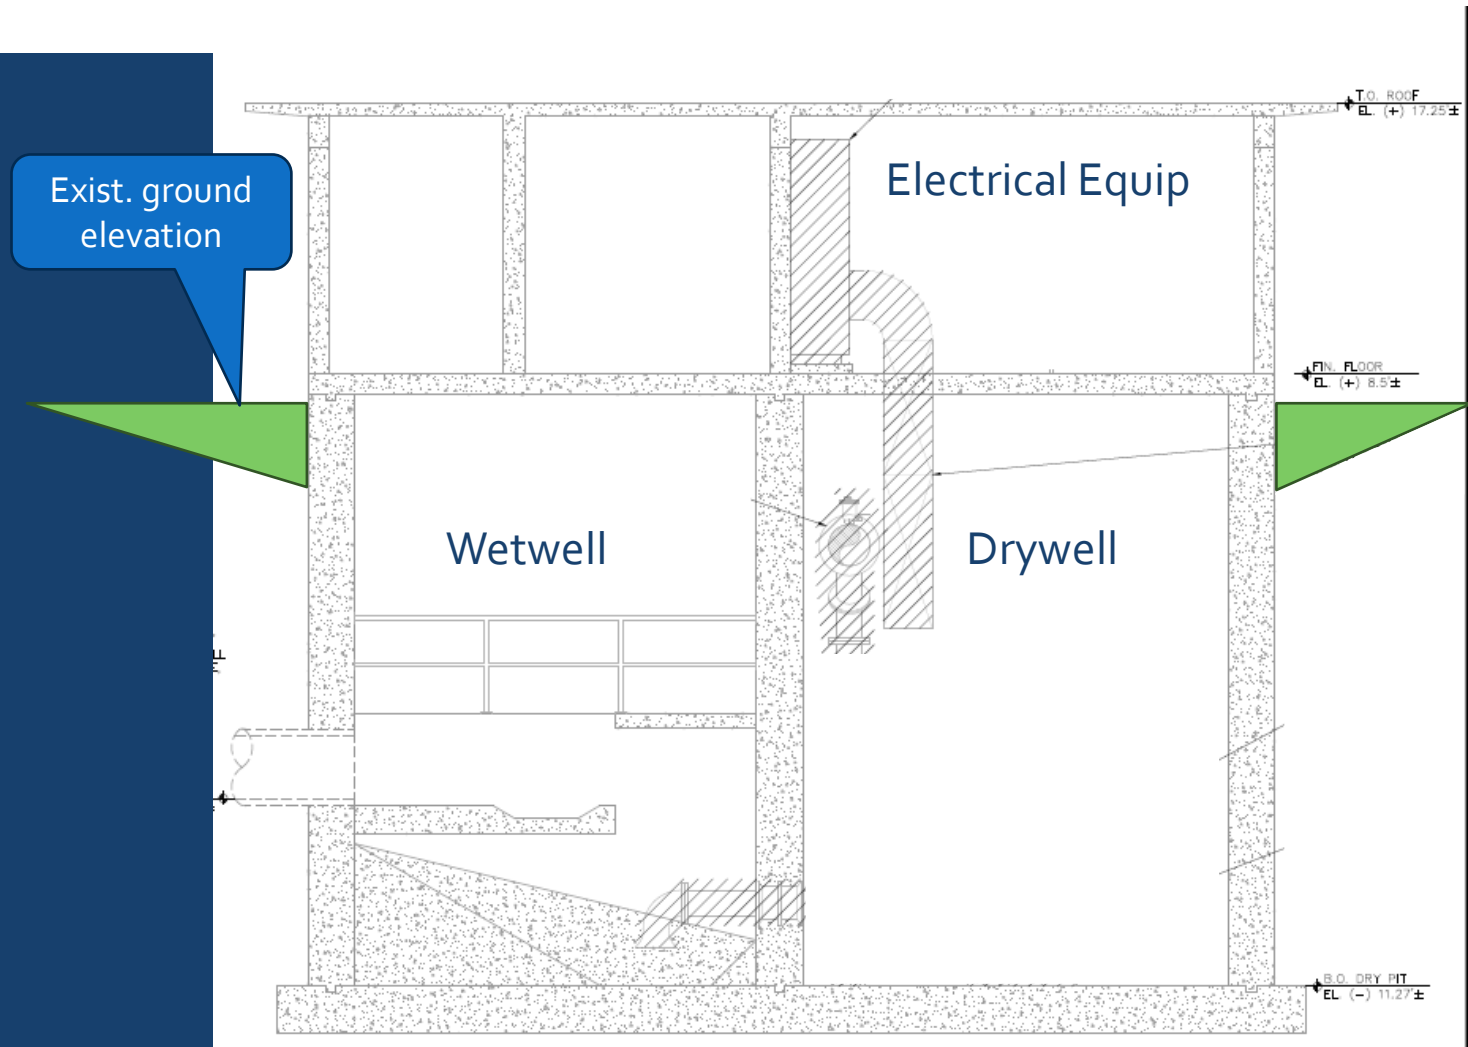 T.O. ROOF
EL. (+) 17.25'±
Exist. ground
elevation
Electrical Equip
FIN. FLOOR
EL. (+) 8.5'±
Wetwell
Drywell
B.O. DRY PIT
EL. (-) 11.27'±